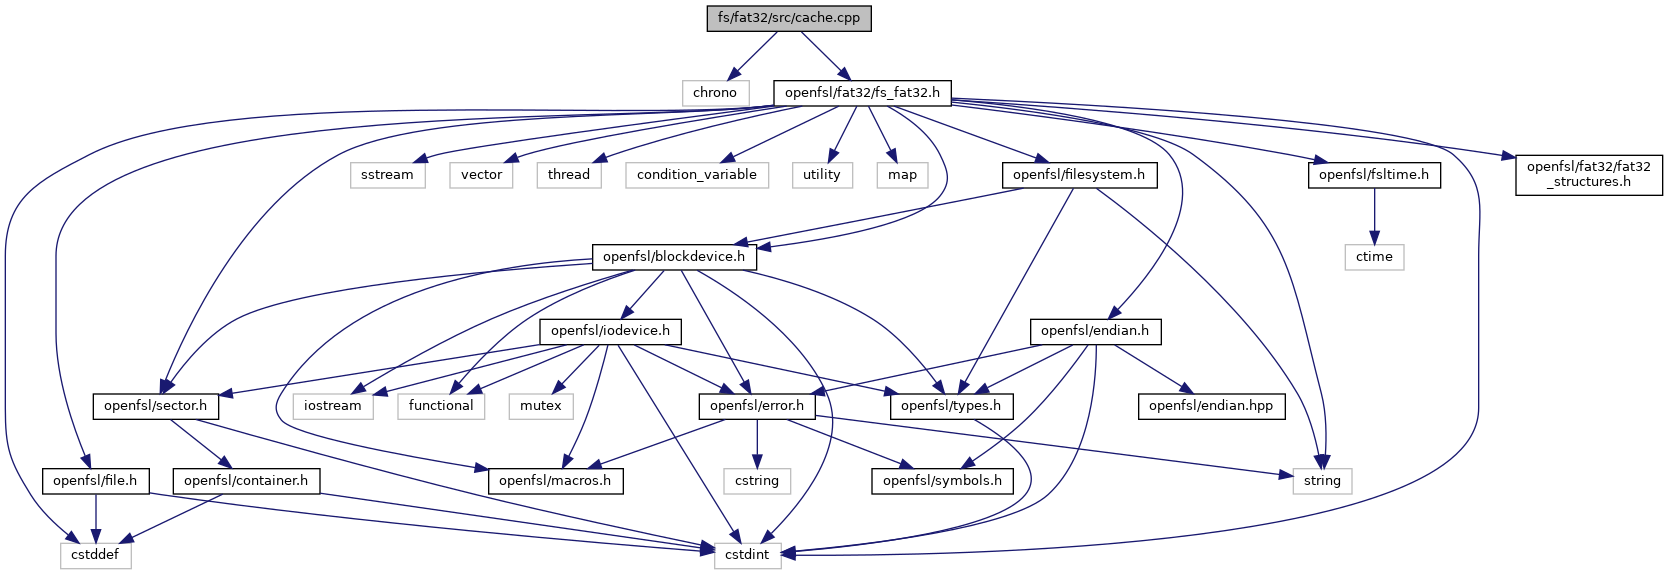 fs/fat32/src/cache.cpp
chrono
openfsl/fat32/fs_fat32.h
sstream
vector
thread
condition_variable
utility
map
openfsl/filesystem.h
openfsl/fsltime.h
openfsl/fat32/fat32
_structures.h
openfsl/blockdevice.h
ctime
openfsl/iodevice.h
openfsl/endian.h
openfsl/sector.h
iostream
functional
mutex
openfsl/error.h
openfsl/types.h
openfsl/endian.hpp
openfsl/file.h
openfsl/container.h
openfsl/macros.h
cstring
openfsl/symbols.h
string
cstddef
cstdint